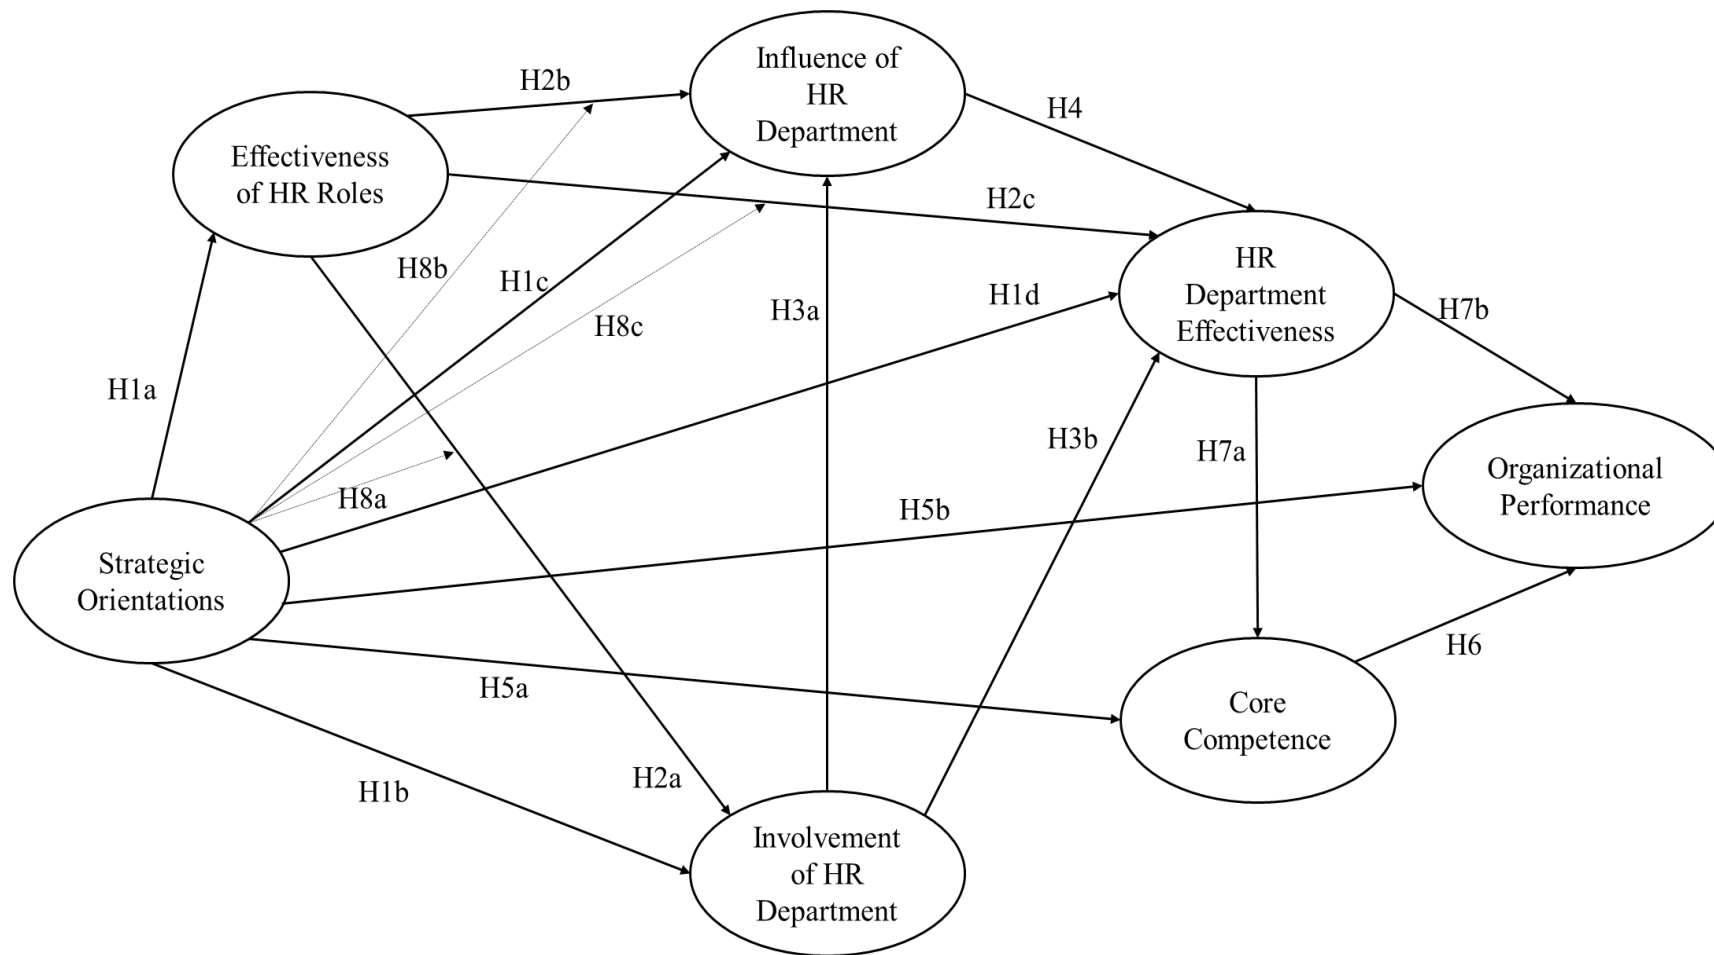 Influence of
HR
Department
H2b
H4
Effectiveness
of HR Roles
H2c
H8b
H1c
H1d
H3a
H8c
HR
Department
Effectiveness
H7b
H1a
H3b
H7a
H8a
H5b
Organizational
Performance
Strategic
Orientations
H5a
H6
Core
Competence
H1b
H2a
Involvement
of HR
Department